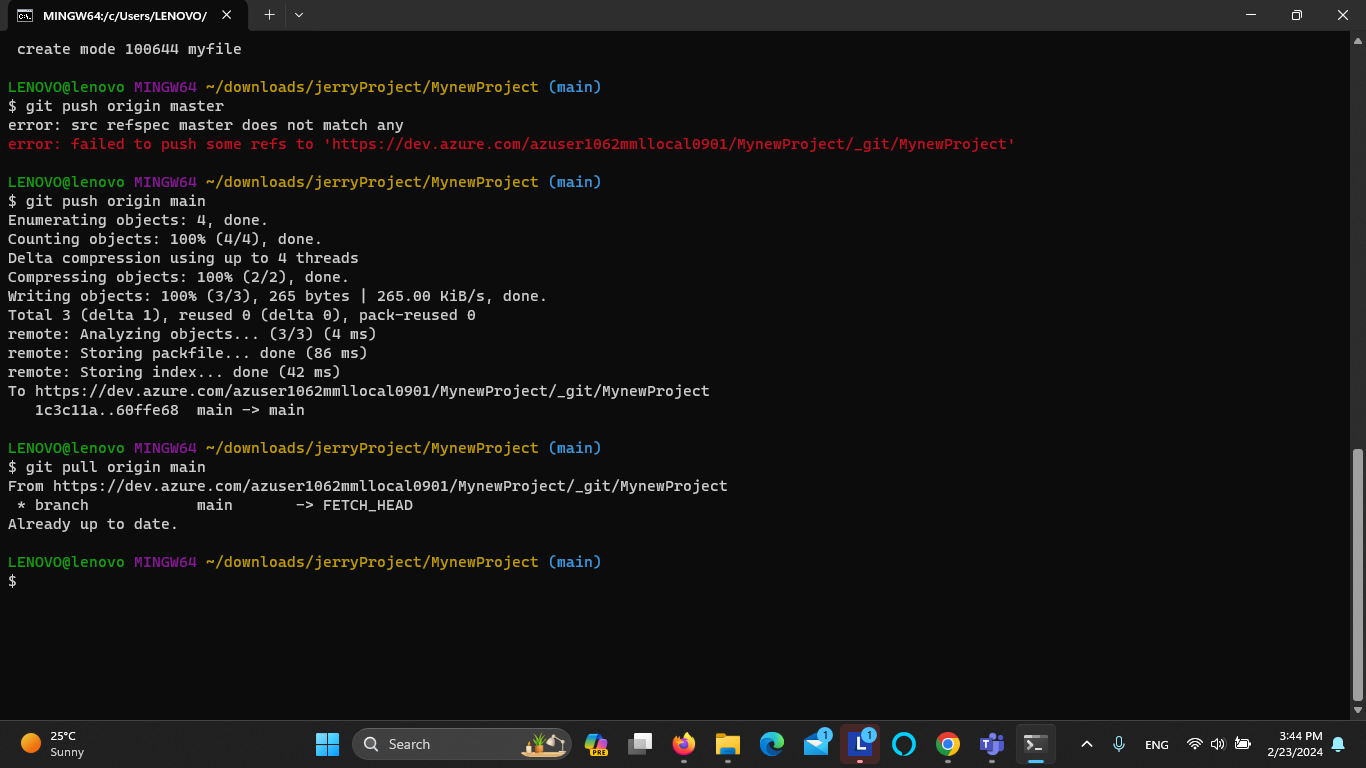 MINGW64:/c/Users/LENOVO/
 create mode 100644 myfile
LENOVO@lenovo MINGW64 ~/downloads/jerryProject/MynewProject (main)
$ git push origin master
error: src refspec master does not match any
error: failed to push some refs to 'https://dev.azure.com/azuser1062mmllocal0901/MynewProject/_git/MynewProject'
LENOVO@lenovo MINGW64 ~/downloads/jerryProject/MynewProject (main)
$ git push origin main
Enumerating objects: 4, done.
Counting objects: 100% (4/4), done.
Delta compression using up to 4 threads
Compressing objects: 100% (2/2), done.
Writing objects: 100% (3/3), 265 bytes | 265.00 KiB/s, done.
Total 3 (delta 1), reused 0 (delta 0), pack-reused 0
remote: Analyzing objects... (3/3) (4 ms)
remote: Storing packfile... done (86 ms)
remote: Storing index... done (42 ms)
To https://dev.azure.com/azuser1062mmllocal0901/MynewProject/_git/MynewProject
   1c3c11a..60ffe68  main -> main
LENOVO@lenovo MINGW64 ~/downloads/jerryProject/MynewProject (main)
$ git pull origin main
From https://dev.azure.com/azuser1062mmllocal0901/MynewProject/_git/MynewProject
 * branch            main       -> FETCH_HEAD
Already up to date.
LENOVO@lenovo MINGW64 ~/downloads/jerryProject/MynewProject (main)
$
25°C
Sunny
Search
PRE
1
L
1
T
ENG
3:44 PM
2/23/2024